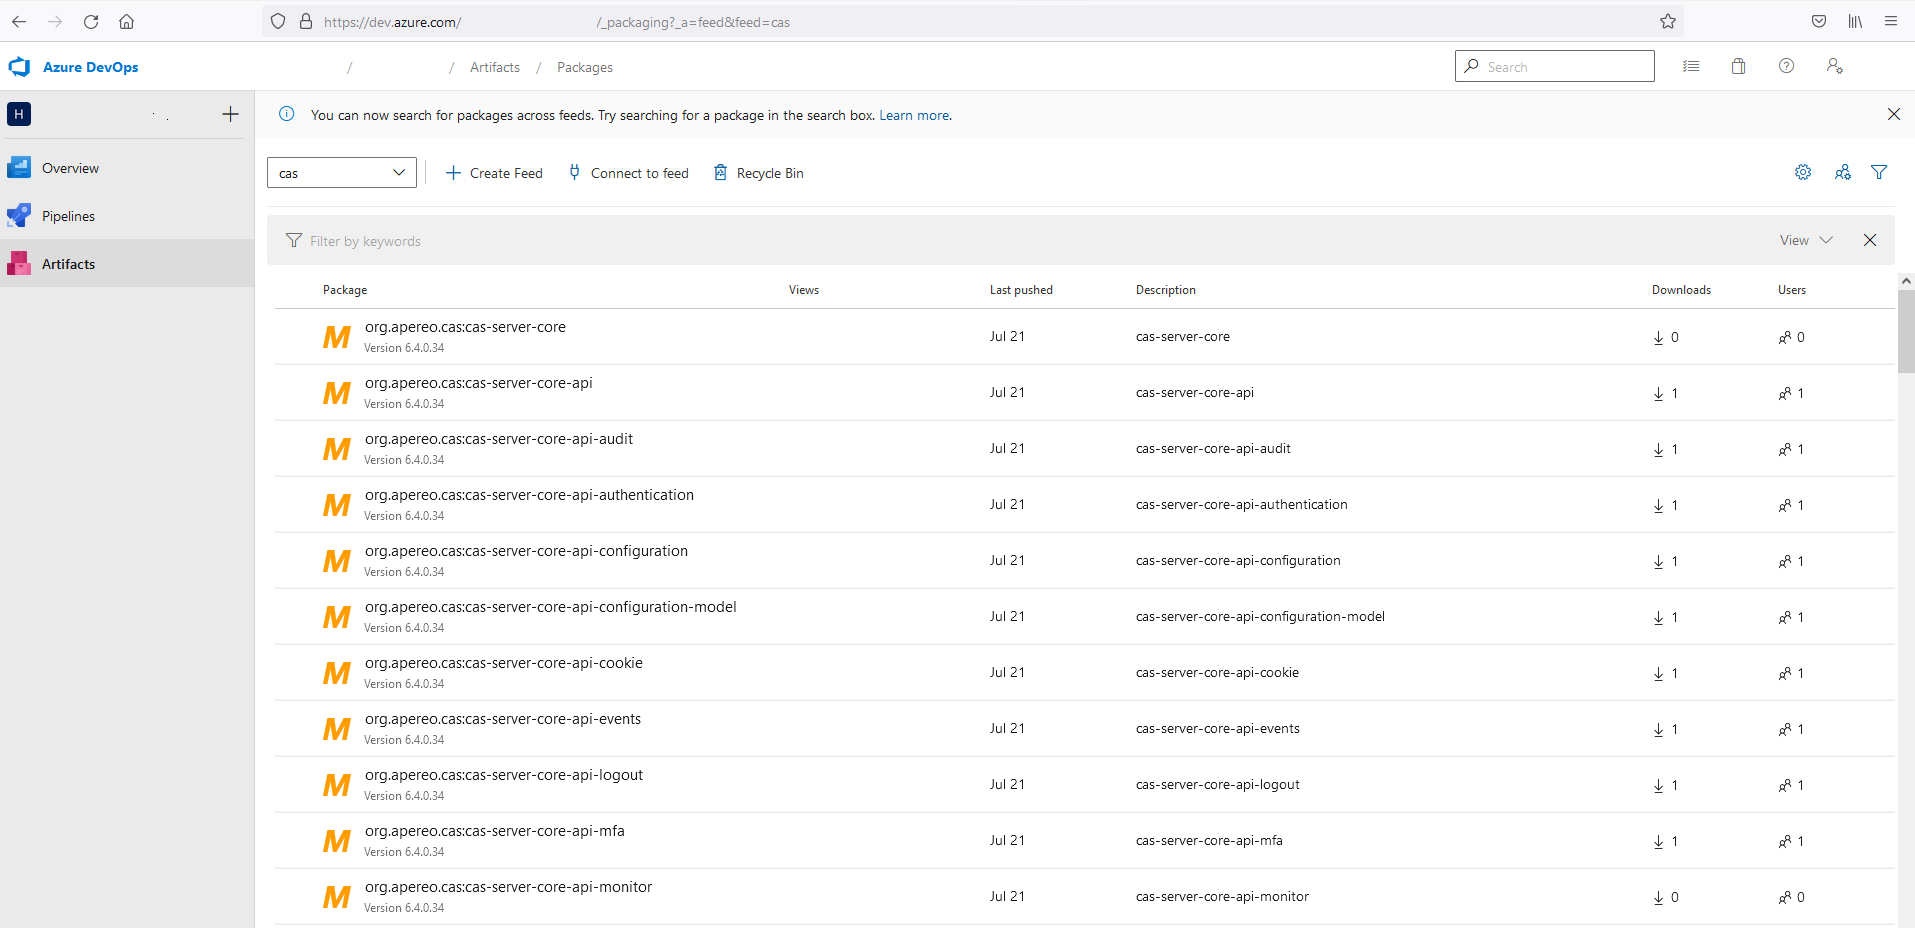 https://dev.azure.com/ /_packaging?_a=feed&feed=cas
Azure DevOps / / Artifacts / Packages Search
H
Overview
Pipelines
Artifacts
You can now search for packages across feeds. Try searching for a package in the search box. Learn more.
cas Create Feed Connect to feed Recycle Bin
Filter by keywords View
Package Views Last pushed Description Downloads Users
org.apereo.cas:cas-server-core
Version 6.4.0.34
Jul 21 cas-server-core 0 0
org.apereo.cas:cas-server-core-api
Version 6.4.0.34
Jul 21 cas-server-core-api 1 1
org.apereo.cas:cas-server-core-api-audit
Version 6.4.0.34
Jul 21 cas-server-core-api-audit 1 1
org.apereo.cas:cas-server-core-api-authentication
Version 6.4.0.34
Jul 21 cas-server-core-api-authentication 1 1
org.apereo.cas:cas-server-core-api-configuration
Version 6.4.0.34
Jul 21 cas-server-core-api-configuration 1 1
org.apereo.cas:cas-server-core-api-configuration-model
Version 6.4.0.34
Jul 21 cas-server-core-api-configuration-model 1 1
org.apereo.cas:cas-server-core-api-cookie
Version 6.4.0.34
Jul 21 cas-server-core-api-cookie 1 1
org.apereo.cas:cas-server-core-api-events
Version 6.4.0.34
Jul 21 cas-server-core-api-events 1 1
org.apereo.cas:cas-server-core-api-logout
Version 6.4.0.34
Jul 21 cas-server-core-api-logout 1 1
org.apereo.cas:cas-server-core-api-mfa
Version 6.4.0.34
Jul 21 cas-server-core-api-mfa 1 1
org.apereo.cas:cas-server-core-api-monitor
Version 6.4.0.34
Jul 21 cas-server-core-api-monitor 0 0